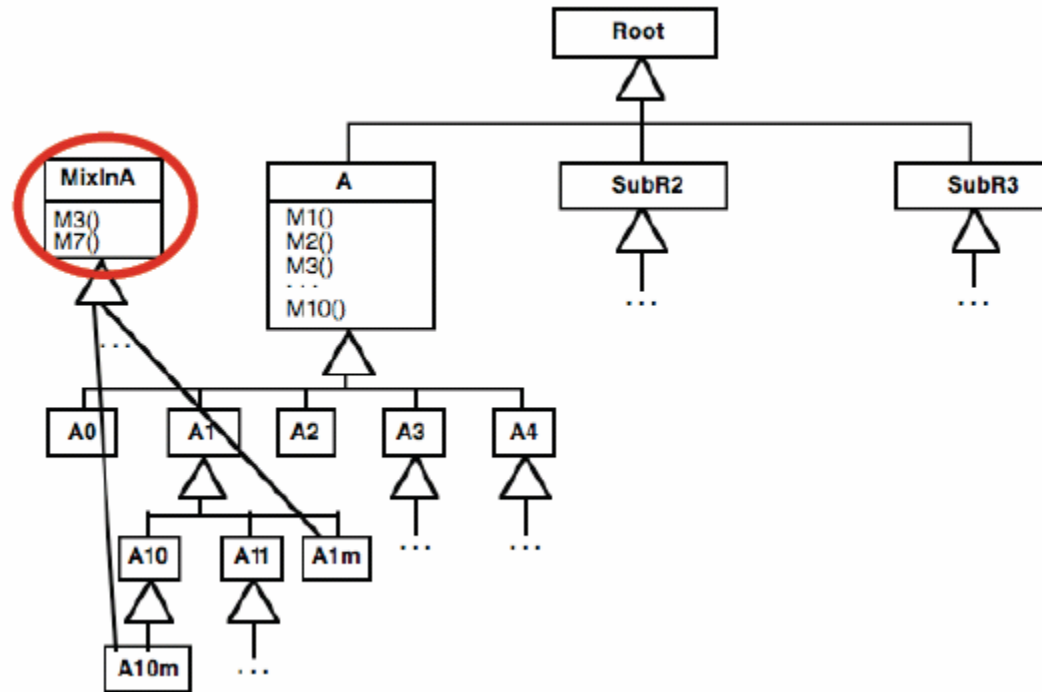 Root
MixInA
M3()
M7()
A
M1()
M2()
M3()
...
M10()
SubR2
SubR3
...
...
...
A0
A1
A2
A3
A4
A10
A11
A1m
...
...
A10m
...